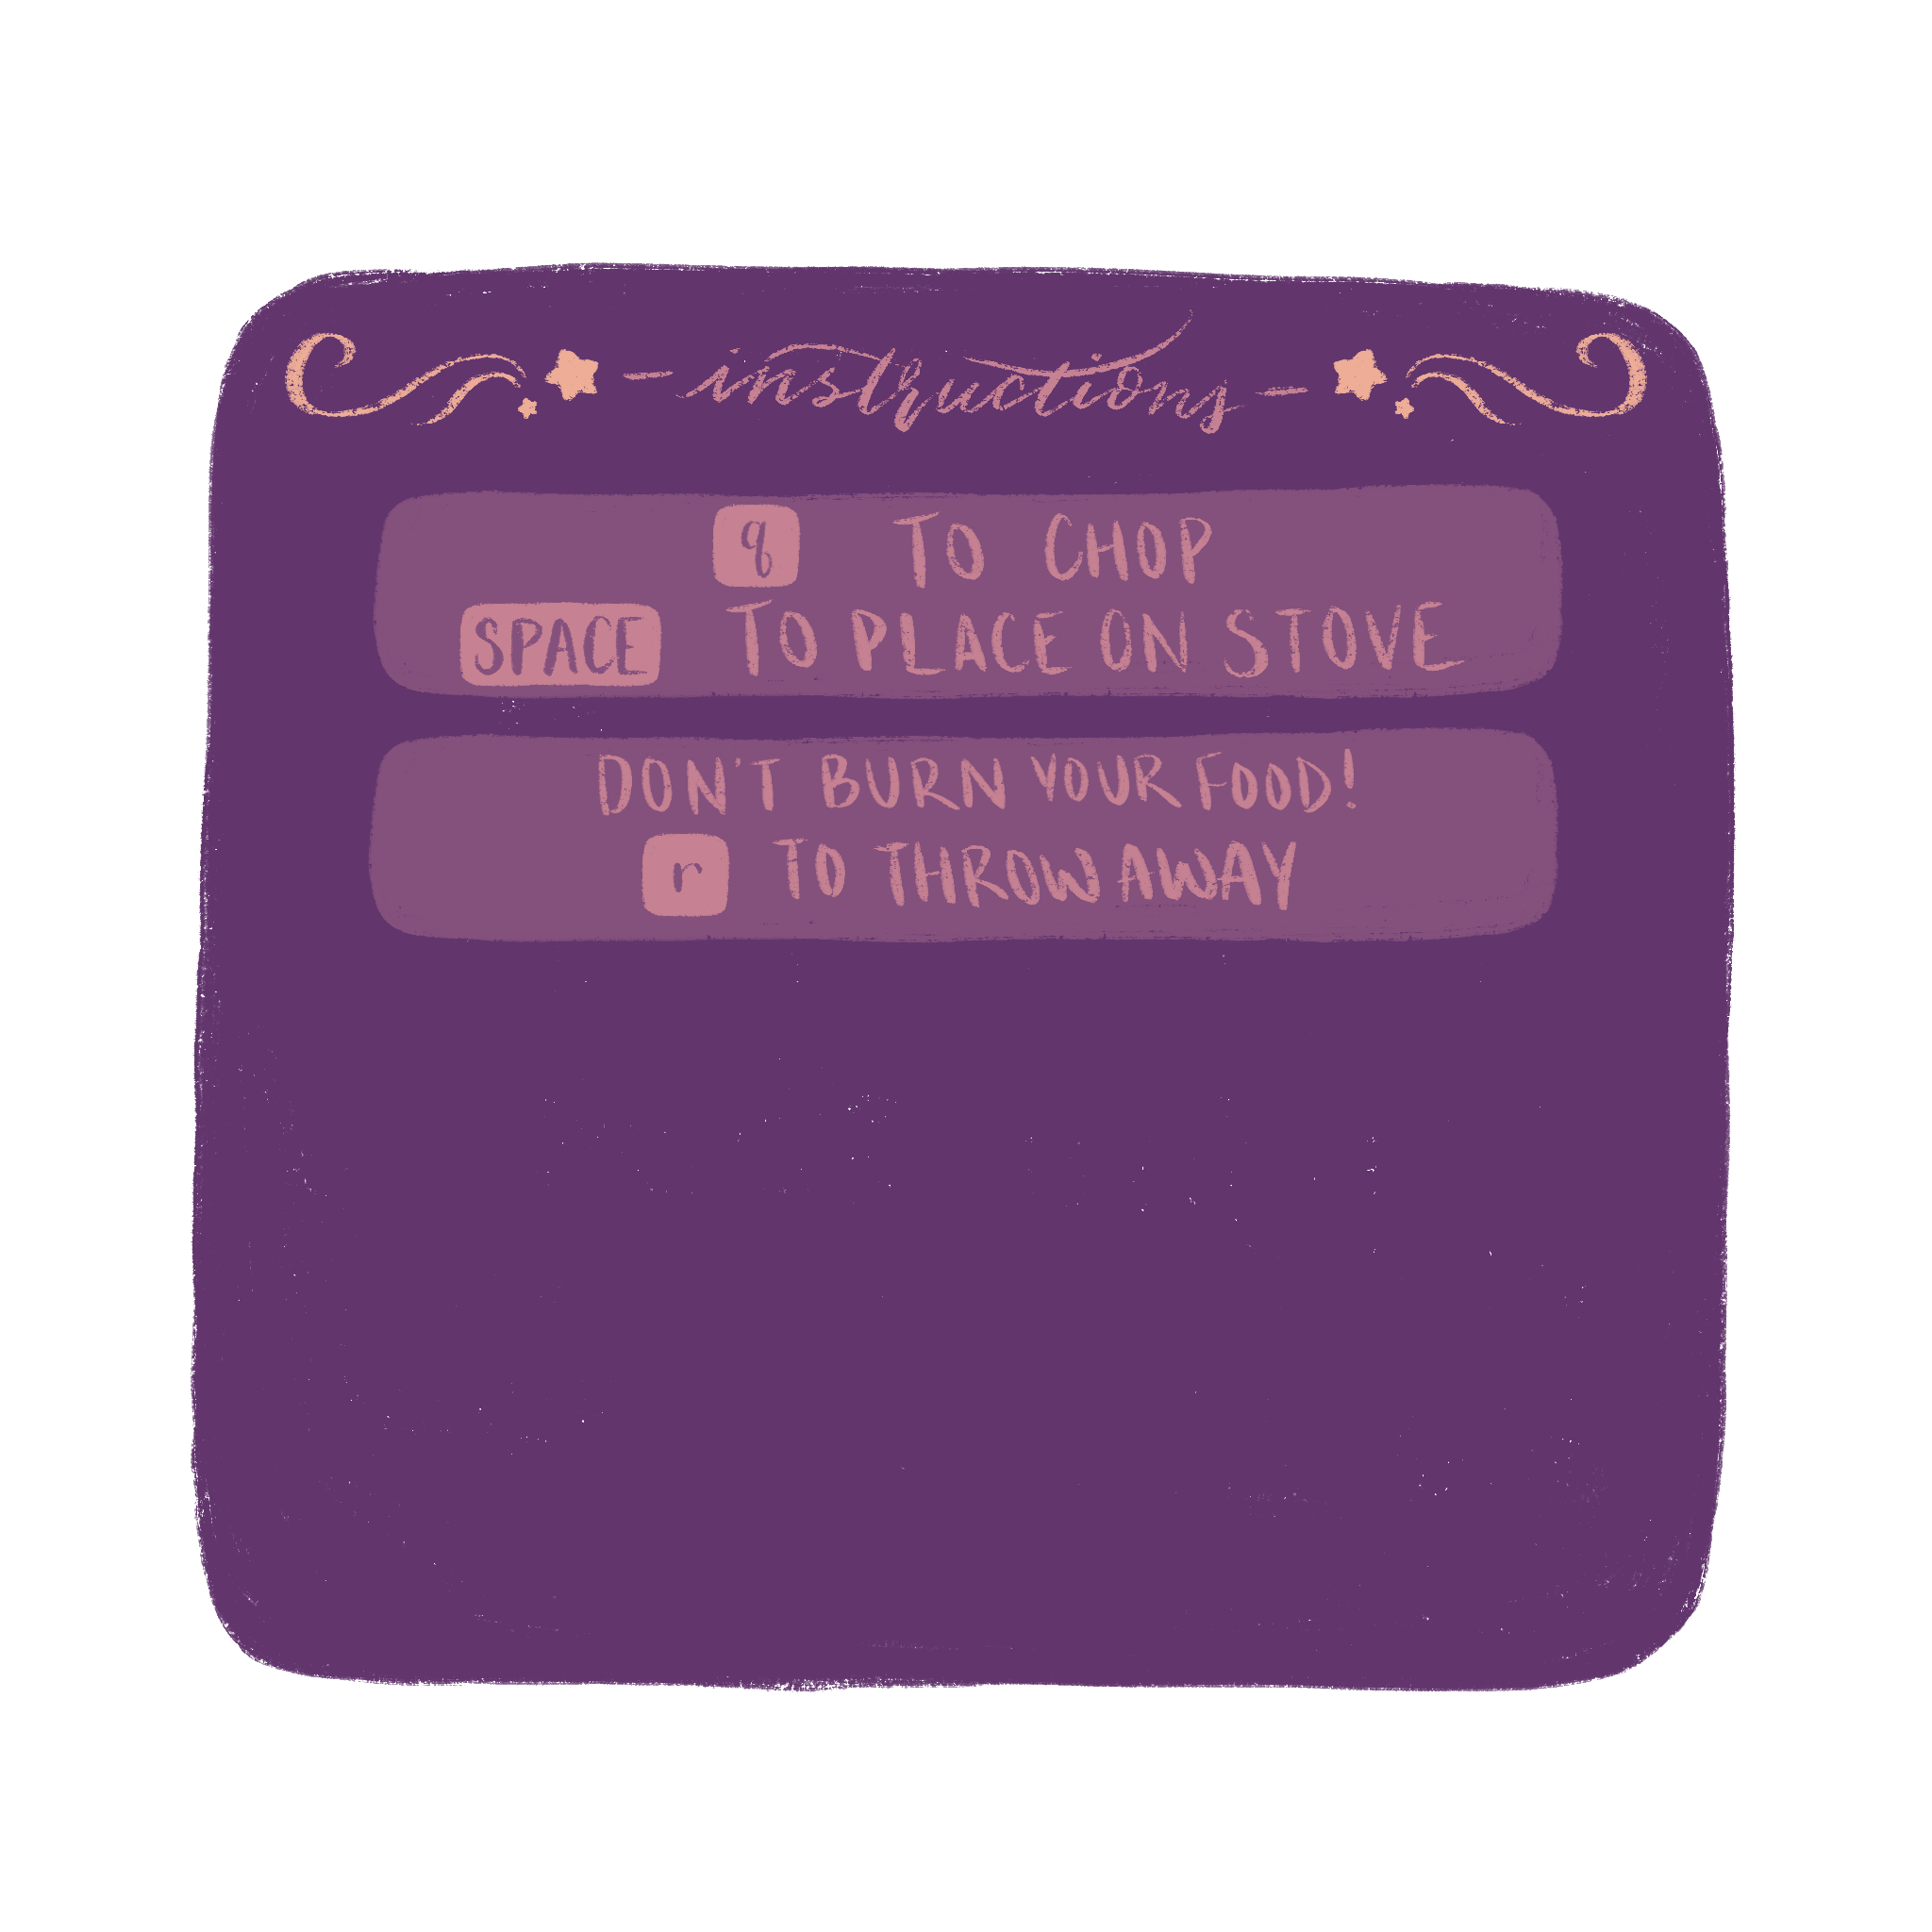 - instructions -
q TO CHOP
SPACE TO PLACE ON STOVE
DON'T BURN YOUR FOOD!
r TO THROW AWAY